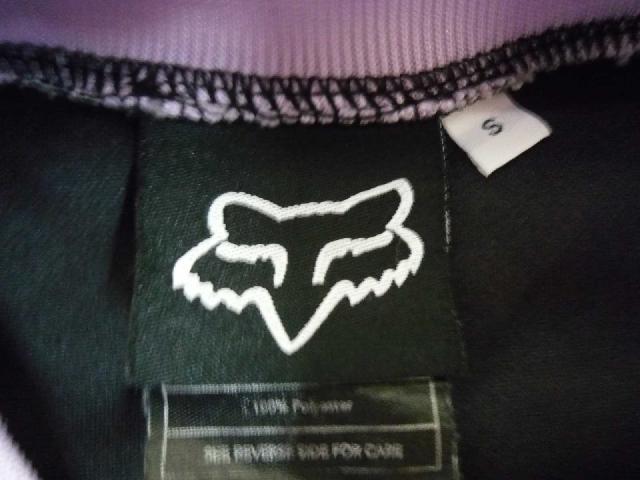 S
100% Polyester
SEE REVERSE SIDE FOR CARE